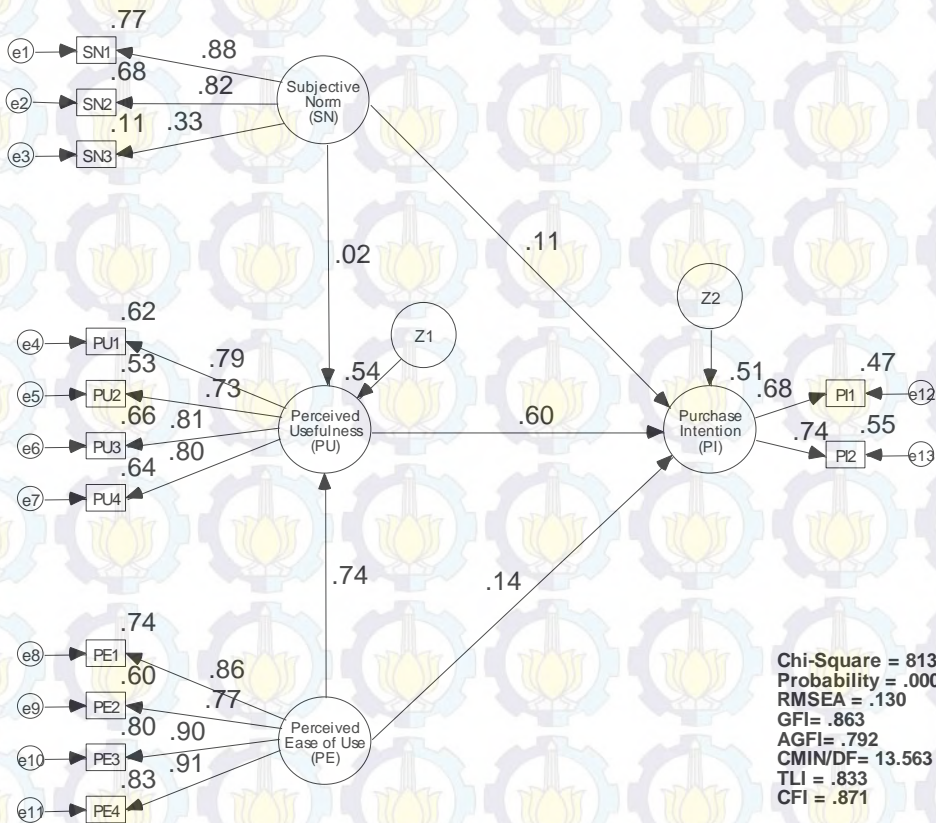 .77
e1
SN1
.88
.68
e2
SN2
.82
.11
.33
e3
SN3
Subjective
Norm
(SN)
.02
.11
Z1
Z2
.62
e4
PU1
.79
.53
e5
PU2
.73
.66
e6
PU3
.81
.64
.80
e7
PU4
.54
Perceived
Usefulness
(PU)
.60
.51
Purchase
Intention
(PI)
.68
.47
PI1
e12
.74
.55
PI2
e13
.74
.14
.74
e8
PE1
.86
.60
e9
PE2
.77
.80
.90
e10
PE3
.83
.91
e11
PE4
Perceived
Ease of Use
(PE)
Chi-Square = 813
Probability = .000
RMSEA = .130
GFI= .863
AGFI= .792
CMIN/DF= 13.563
TLI = .833
CFI = .871